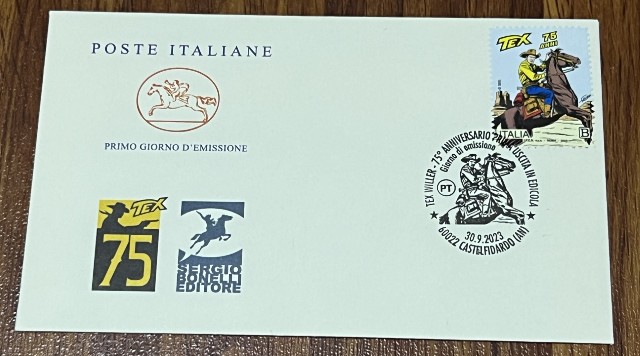 POSTE ITALIANE
PRIMO GIORNO D'EMISSIONE
TEX 75 ANNI
ITALIA B
TEX WILLER - 75° ANNIVERSARIO PRIMA USCITA IN EDICOLA
Giorno di emissione
PT
30.9.2023
60022 CASTELFIDARDO (AN)
TEX
75
SERGIO
BONELLI
EDITORE